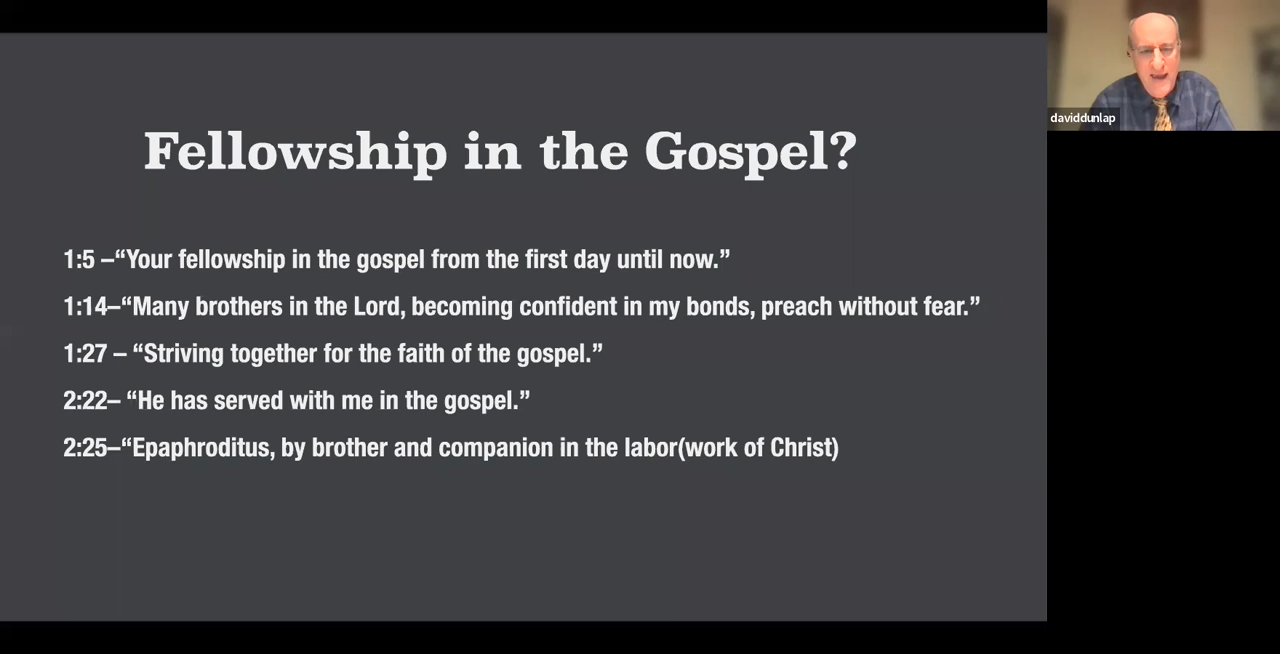 Fellowship in the Gospel?
1:5 –“Your fellowship in the gospel from the first day until now.”
1:14–“Many brothers in the Lord, becoming confident in my bonds, preach without fear.”
1:27 – “Striving together for the faith of the gospel.”
2:22– “He has served with me in the gospel.”
2:25–“Epaphroditus, by brother and companion in the labor(work of Christ)
daviddunlap